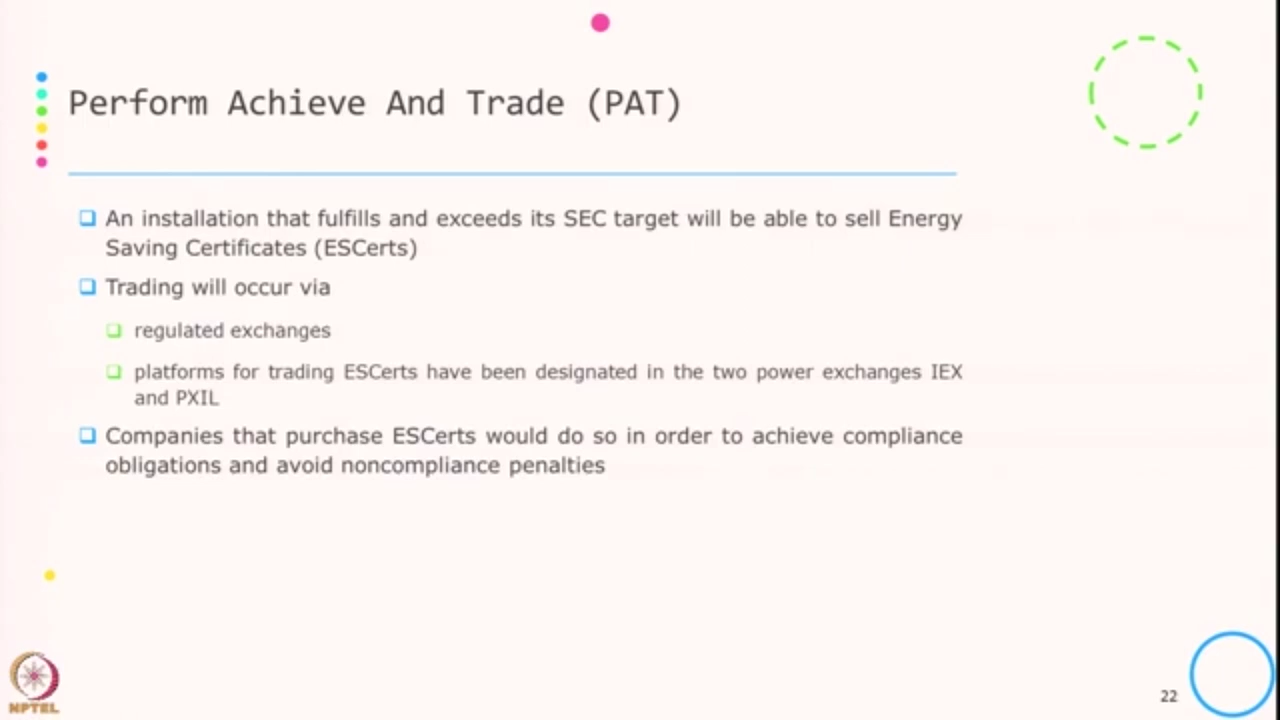 Perform Achieve And Trade (PAT)
An installation that fulfills and exceeds its SEC target will be able to sell Energy
Saving Certificates (ESCerts)
Trading will occur via
regulated exchanges
platforms for trading ESCerts have been designated in the two power exchanges IEX
and PXIL
Companies that purchase ESCerts would do so in order to achieve compliance
obligations and avoid noncompliance penalties
NPTEL
22